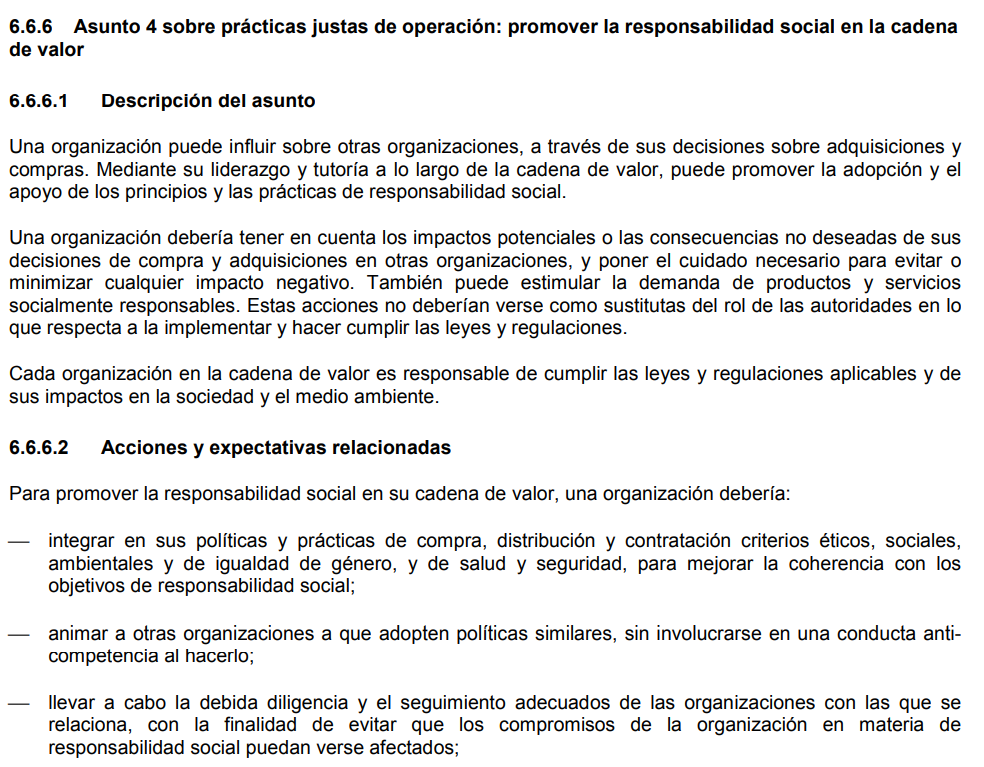 6.6.6 Asunto 4 sobre prácticas justas de operación: promover la responsabilidad social en la cadena
de valor
6.6.6.1 Descripción del asunto
Una organización puede influir sobre otras organizaciones, a través de sus decisiones sobre adquisiciones y
compras. Mediante su liderazgo y tutoría a lo largo de la cadena de valor, puede promover la adopción y el
apoyo de los principios y las prácticas de responsabilidad social.
Una organización debería tener en cuenta los impactos potenciales o las consecuencias no deseadas de sus
decisiones de compra y adquisiciones en otras organizaciones, y poner el cuidado necesario para evitar o
minimizar cualquier impacto negativo. También puede estimular la demanda de productos y servicios
socialmente responsables. Estas acciones no deberían verse como sustitutas del rol de las autoridades en lo
que respecta a la implementar y hacer cumplir las leyes y regulaciones.
Cada organización en la cadena de valor es responsable de cumplir las leyes y regulaciones aplicables y de
sus impactos en la sociedad y el medio ambiente.
6.6.6.2 Acciones y expectativas relacionadas
Para promover la responsabilidad social en su cadena de valor, una organización debería:
— integrar en sus políticas y prácticas de compra, distribución y contratación criterios éticos, sociales,
ambientales y de igualdad de género, y de salud y seguridad, para mejorar la coherencia con los
objetivos de responsabilidad social;
— animar a otras organizaciones a que adopten políticas similares, sin involucrarse en una conducta anti-
competencia al hacerlo;
— llevar a cabo la debida diligencia y el seguimiento adecuados de las organizaciones con las que se
relaciona, con la finalidad de evitar que los compromisos de la organización en materia de
responsabilidad social puedan verse afectados;